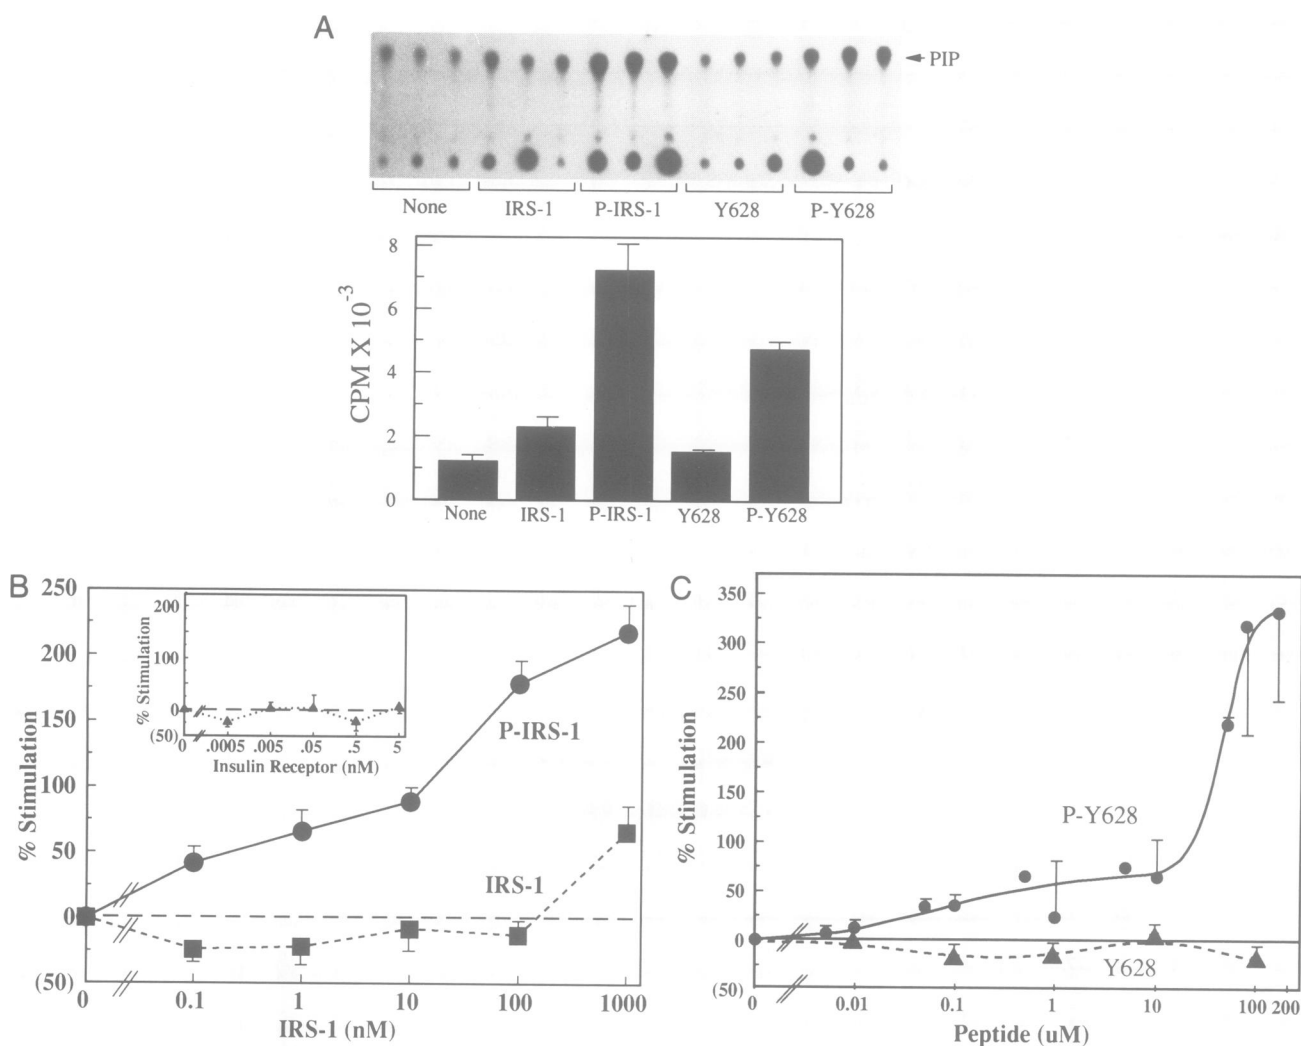 A
PIP
None IRS-1 P-IRS-1 Y628 P-Y628
CPM X 10-3
8
6
4
2
0
None IRS-1 P-IRS-1 Y628 P-Y628
B
% Stimulation
250
200
150
100
50
0
(50)
0 0.1 1 10 100 1000
IRS-1 (nM)
P-IRS-1
IRS-1
% Stimulation
200
100
0
(50)
0 .0005 .005 .05 .5 5
Insulin Receptor (nM)
C
% Stimulation
350
300
250
200
150
100
50
0
(50)
0 0.01 0.1 1 10 100 200
Peptide (uM)
P-Y628
Y628